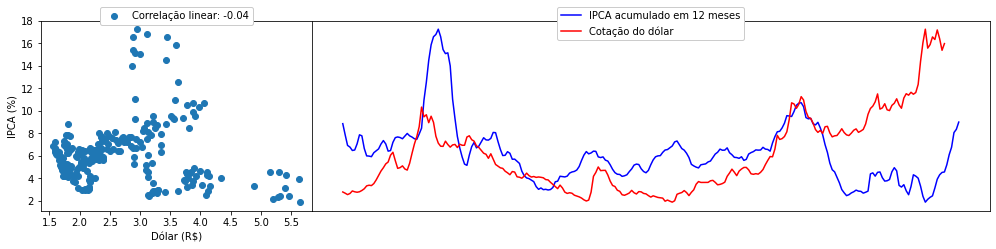 Correlação linear: -0.04
IPCA acumulado em 12 meses
Cotação do dólar
18
16
14
12
10
8
6
4
2
IPCA (%)
1.5 2.0 2.5 3.0 3.5 4.0 4.5 5.0 5.5
Dólar (R$)